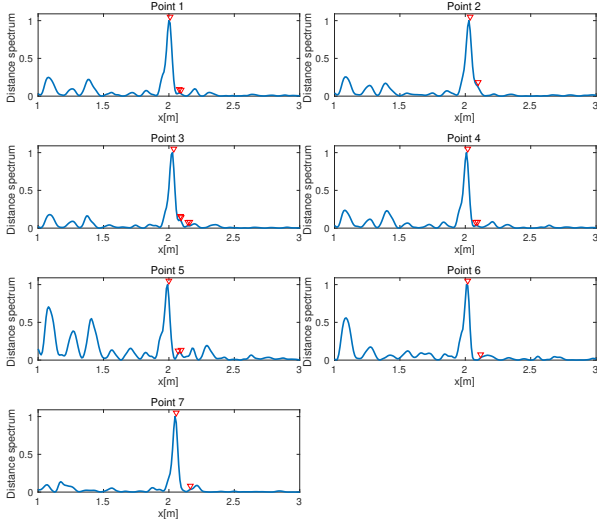 Point 1
Distance spectrum
1
0.5
0
1 1.5 2 2.5 3
x[m]
Point 2
Distance spectrum
1
0.5
0
1 1.5 2 2.5 3
x[m]
Point 3
Distance spectrum
1
0.5
0
1 1.5 2 2.5 3
x[m]
Point 4
Distance spectrum
1
0.5
0
1 1.5 2 2.5 3
x[m]
Point 5
Distance spectrum
1
0.5
0
1 1.5 2 2.5 3
x[m]
Point 6
Distance spectrum
1
0.5
0
1 1.5 2 2.5 3
x[m]
Point 7
Distance spectrum
1
0.5
0
1 1.5 2 2.5 3
x[m]